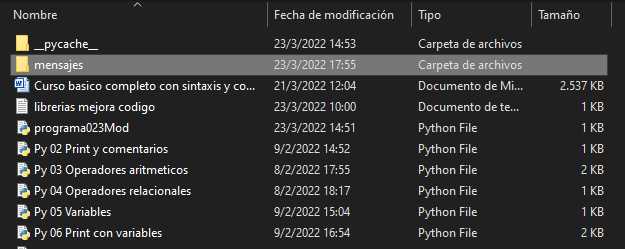 Nombre Fecha de modificación Tipo Tamaño
__pycache__ 23/3/2022 14:53 Carpeta de archivos
mensajes 23/3/2022 17:55 Carpeta de archivos
Curso basico completo con sintaxis y co... 21/3/2022 12:04 Documento de Mi... 2.537 KB
librerias mejora codigo 23/3/2022 10:00 Documento de te... 1 KB
programa023Mod 23/3/2022 14:51 Python File 1 KB
Py 02 Print y comentarios 9/2/2022 14:52 Python File 1 KB
Py 03 Operadores aritmeticos 8/2/2022 17:55 Python File 2 KB
Py 04 Operadores relacionales 8/2/2022 18:17 Python File 1 KB
Py 05 Variables 9/2/2022 15:04 Python File 1 KB
Py 06 Print con variables 9/2/2022 16:54 Python File 2 KB